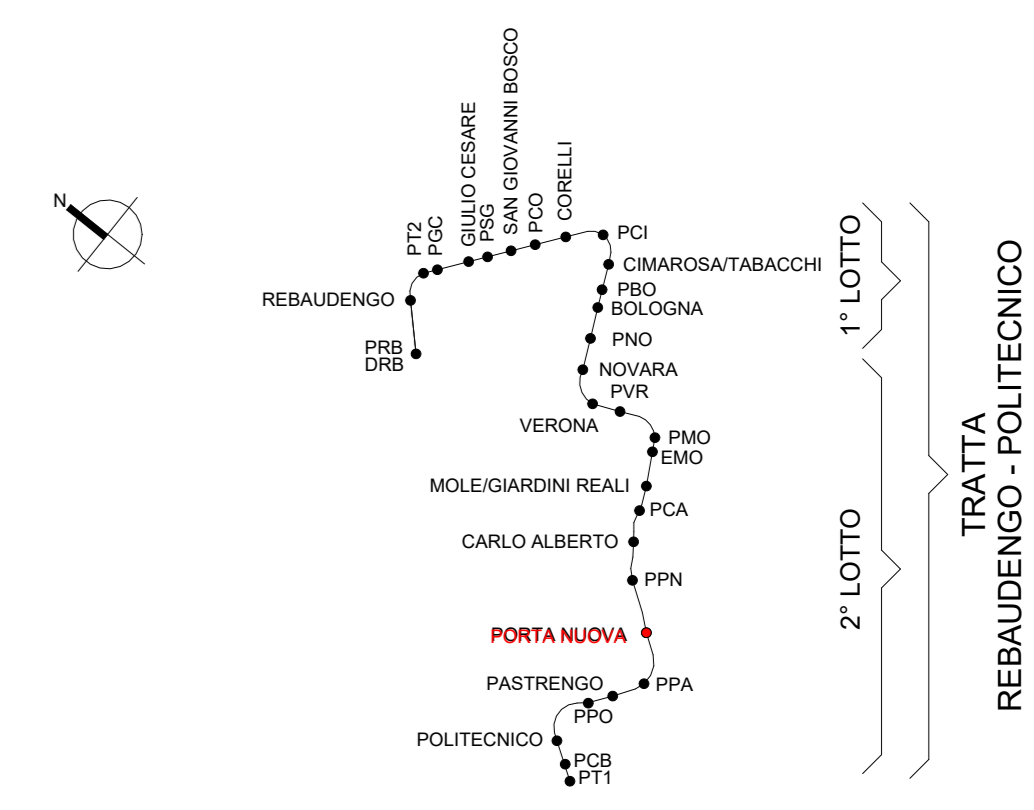 N
PT2
PGC
GIULIO CESARE
PSG
SAN GIOVANNI BOSCO
PCO
CORELLI
PCI
CIMAROSA/TABACCHI
REBAUDENGO
PBO
BOLOGNA
PRB
DRB
PNO
NOVARA
PVR
VERONA
PMO
EMO
MOLE/GIARDINI REALI
PCA
CARLO ALBERTO
PPN
PORTA NUOVA
PASTRENGO
PPA
PPO
POLITECNICO
PCB
PT1
1° LOTTO
2° LOTTO
TRATTA
REBAUDENGO - POLITECNICO